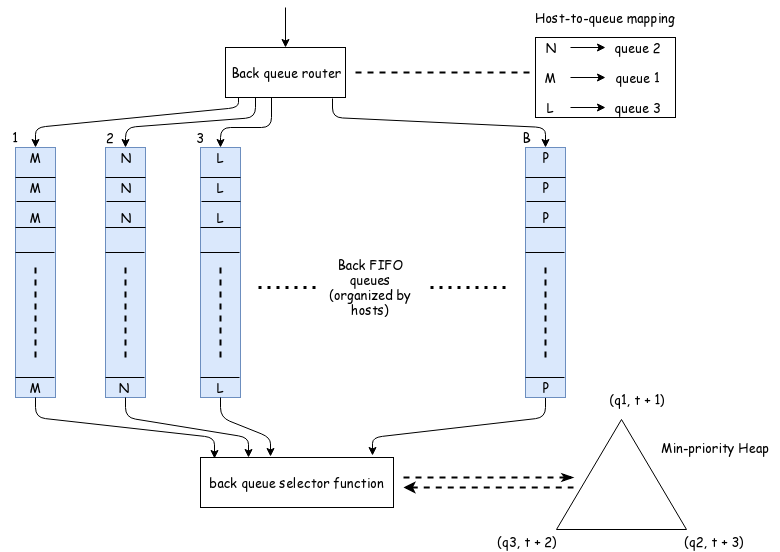 Host-to-queue mapping
N queue 2
M queue 1
L queue 3
Back queue router
1 2 3 B
M N L P
M N L P
M N L P
Back FIFO
queues
(organized by
hosts)
M N L P
(q1, t + 1)
Min-priority Heap
back queue selector function
(q3, t + 2) (q2, t + 3)